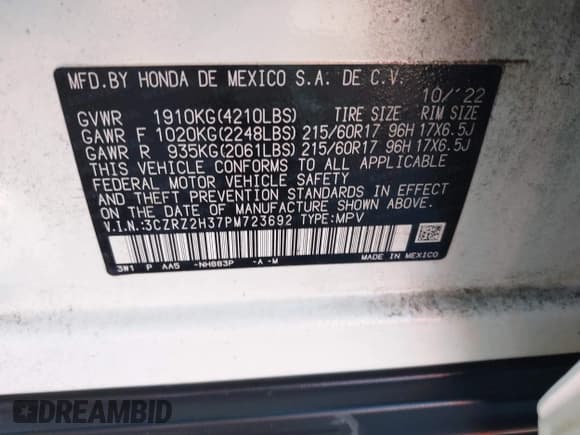 MFD.BY HONDA DE MEXICO S.A. DE C.V.
10/'22
GVWR 1910KG(4210LBS) TIRE SIZE RIM SIZE
GAWR F 1020KG(2248LBS) 215/60R17 96H 17X6.5J
GAWR R 935KG(2061LBS) 215/60R17 96H 17X6.5J
THIS VEHICLE CONFORMS TO ALL APPLICABLE
FEDERAL MOTOR VEHICLE SAFETY
AND THEFT PREVENTION STANDARDS IN EFFECT
ON THE DATE OF MANUFACTURE SHOWN ABOVE.
V.I.N.:3CZRZ2H37PM723692 TYPE:MPV
3W1 P AA5 -NH883P -A -M MADE IN MEXICO
DREAMBID